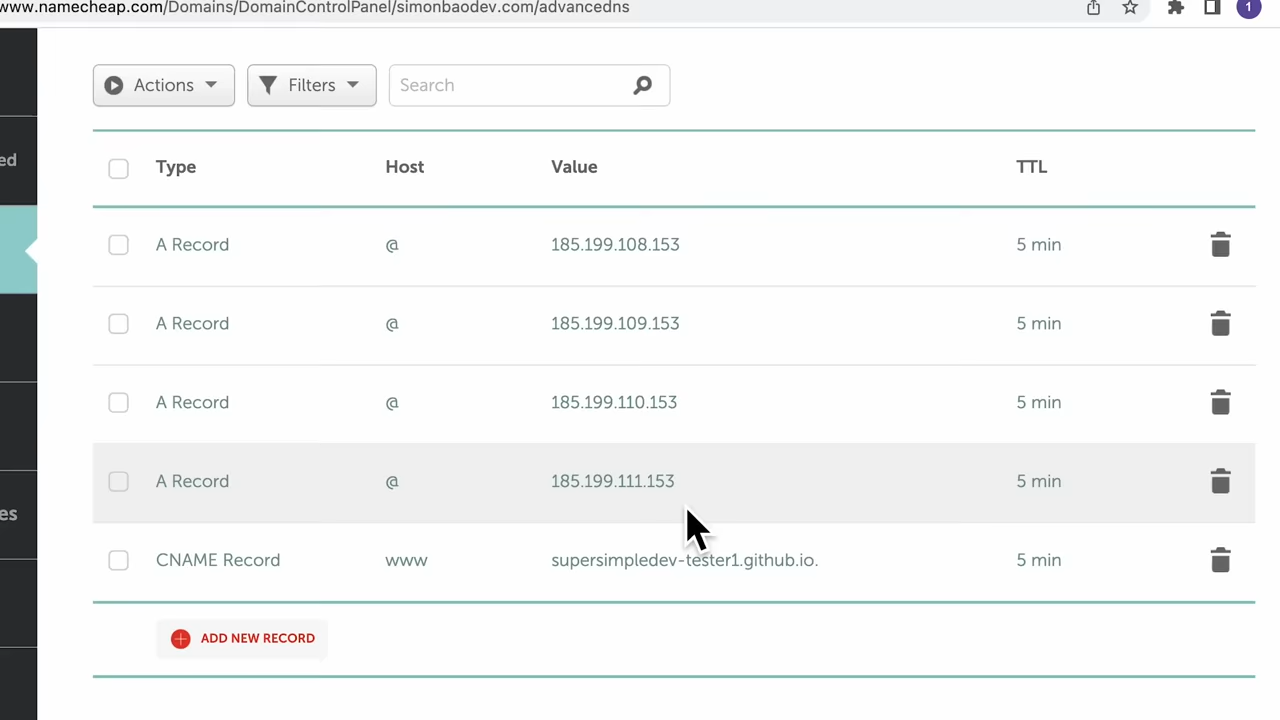 www.namecheap.com/Domains/DomainControlPanel/simonbaodev.com/advancedns
1
Actions Filters Search
ed
Type Host Value TTL
A Record @ 185.199.108.153 5 min
A Record @ 185.199.109.153 5 min
A Record @ 185.199.110.153 5 min
A Record @ 185.199.111.153 5 min
es
CNAME Record www supersimpledev-tester1.github.io. 5 min
ADD NEW RECORD